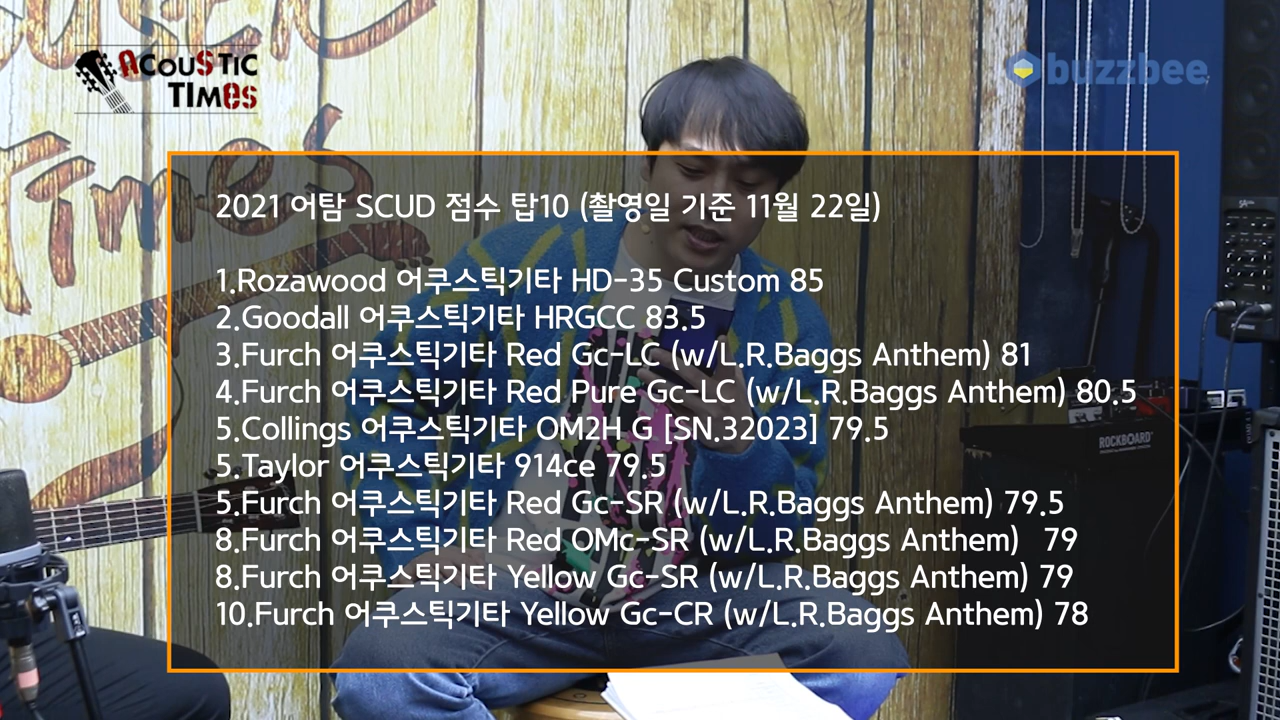 ACOUSTIC
TIMES
buzzbee
Times
2021 어탐 SCUD 점수 탑10 (촬영일 기준 11월 22일)
1.Rozawood 어쿠스틱기타 HD-35 Custom 85
2.Goodall 어쿠스틱기타 HRGCC 83.5
3.Furch 어쿠스틱기타 Red Gc-LC (w/L.R.Baggs Anthem) 81
4.Furch 어쿠스틱기타 Red Pure Gc-LC (w/L.R.Baggs Anthem) 80.5
5.Collings 어쿠스틱기타 OM2H G [SN.32023] 79.5
5.Taylor 어쿠스틱기타 914ce 79.5
5.Furch 어쿠스틱기타 Red Gc-SR (w/L.R.Baggs Anthem) 79.5
8.Furch 어쿠스틱기타 Red OMc-SR (w/L.R.Baggs Anthem) 79
8.Furch 어쿠스틱기타 Yellow Gc-SR (w/L.R.Baggs Anthem) 79
10.Furch 어쿠스틱기타 Yellow Gc-CR (w/L.R.Baggs Anthem) 78
ROCKBOARD